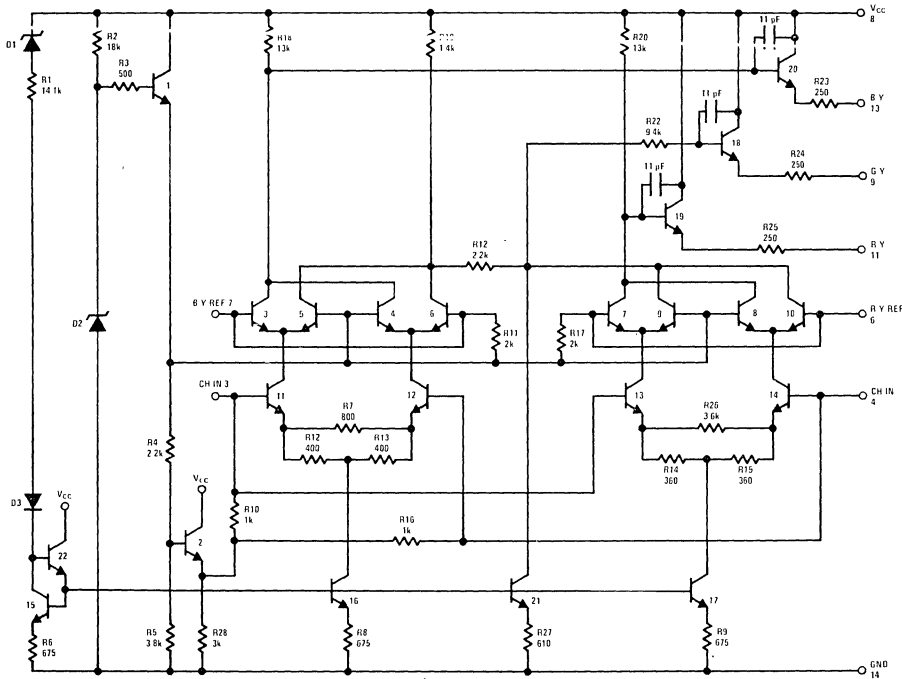 D1
R1
14 1k
R2
18k
R3
500
1
R18
13k
R19
1 4k
R20
13k
11 pF
VCC
8
20
R23
250
B Y
13
11 pF
R22
9.4k
18
R24
250
G Y
9
11 µF
19
R25
250
R Y
11
R12
2.2k
D2
B Y REF 7
3
5
4
6
R11
2k
R17
2k
7
9
8
10
R Y REF
6
CH IN 3
11
12
R7
800
R12
400
R13
400
13
14
R26
3.6k
R14
360
R15
360
CH IN
4
R4
2 2k
D3
VCC
22
VCC
2
R10
1k
R16
1k
15
16
21
17
R6
675
R5
3.8k
R28
3k
R8
675
R27
610
R9
675
GND
14